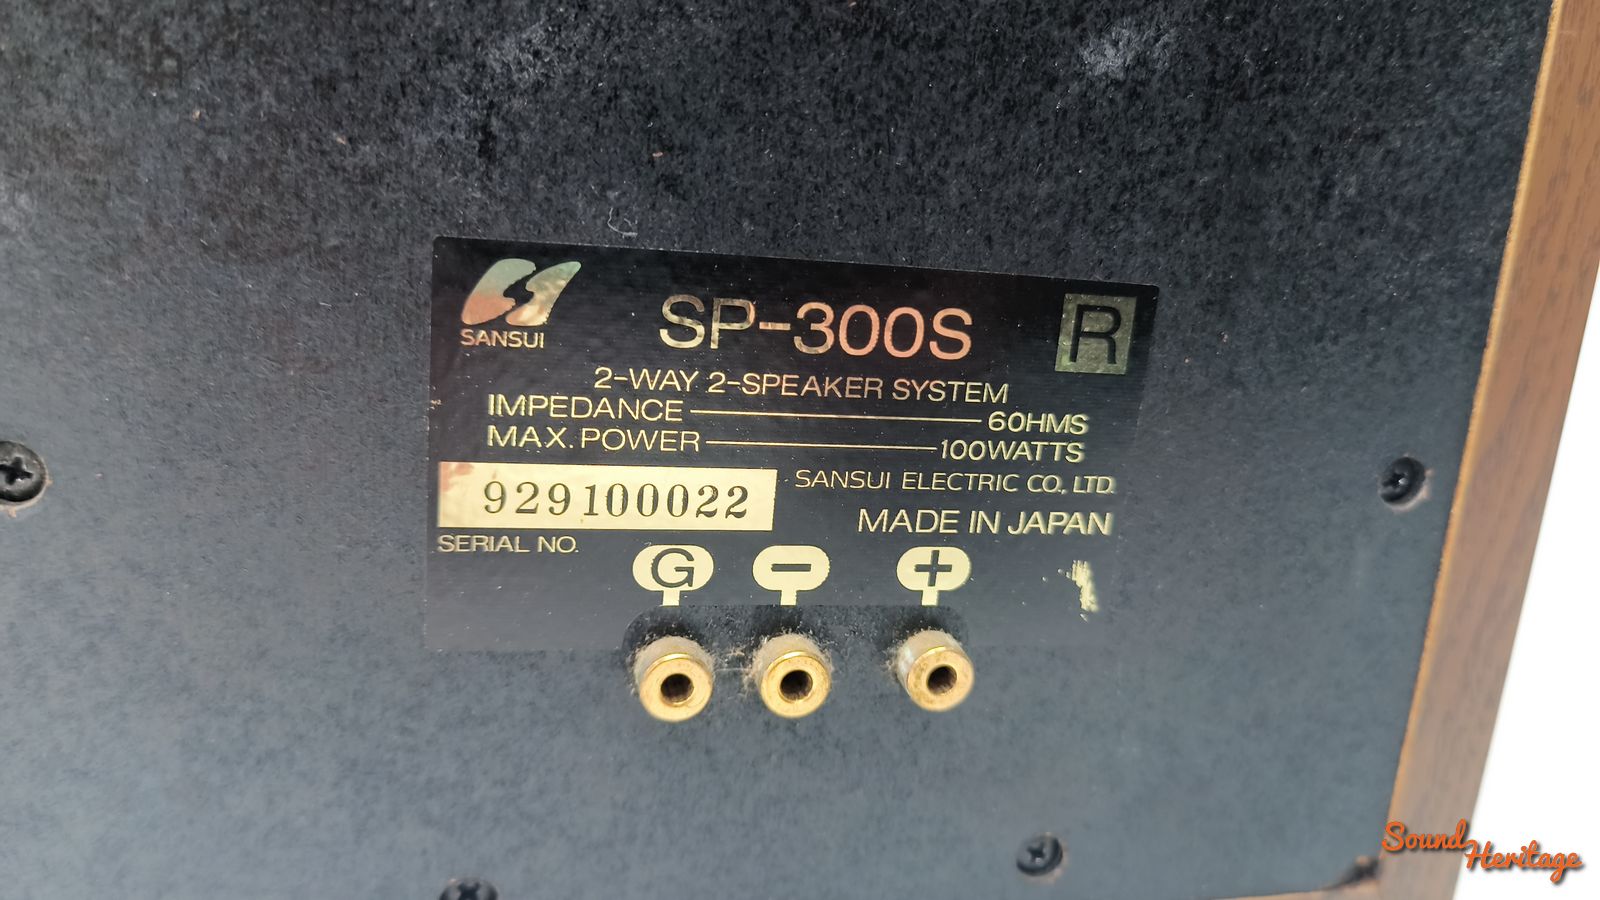 SANSUI
SP-300S
R
2-WAY 2-SPEAKER SYSTEM
IMPEDANCE 6OHMS
MAX. POWER 100WATTS
929100022
SANSUI ELECTRIC CO., LTD.
MADE IN JAPAN
SERIAL NO.
G - +
Sound
Heritage